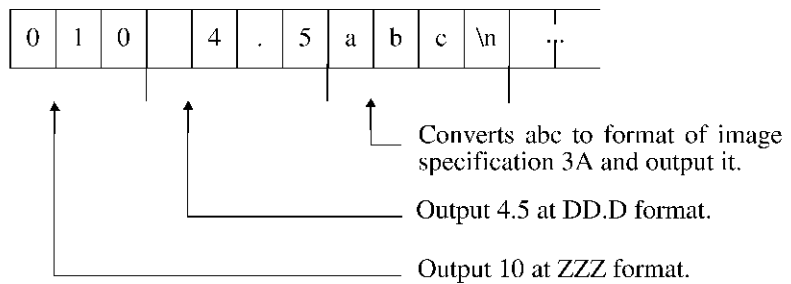 0 1 0 4 . 5 a b c \n ...
Converts abc to format of image
specification 3A and output it.
Output 4.5 at DD.D format.
Output 10 at ZZZ format.